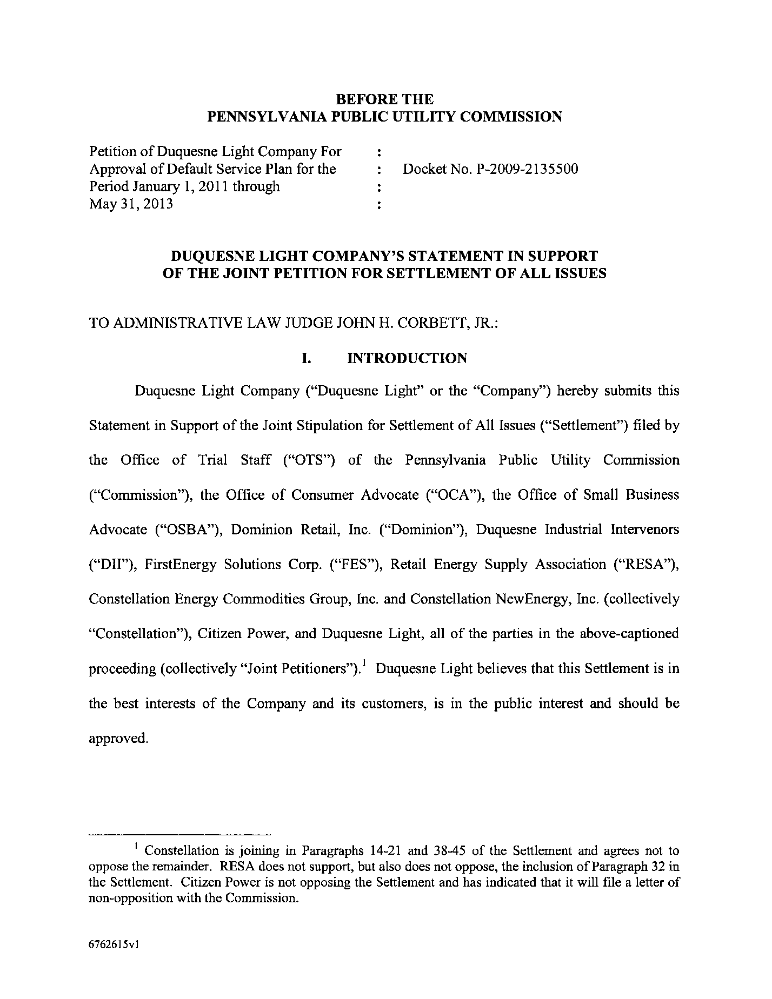 BEFORE THE
PENNSYLVANIA PUBLIC UTILITY COMMISSION
Petition of Duquesne Light Company For :
Approval of Default Service Plan for the : Docket No. P-2009-2135500
Period January 1, 2011 through :
May 31, 2013 :
DUQUESNE LIGHT COMPANY’S STATEMENT IN SUPPORT
OF THE JOINT PETITION FOR SETTLEMENT OF ALL ISSUES
TO ADMINISTRATIVE LAW JUDGE JOHN H. CORBETT, JR.:
I. INTRODUCTION
Duquesne Light Company (“Duquesne Light” or the “Company”) hereby submits this
Statement in Support of the Joint Stipulation for Settlement of All Issues (“Settlement”) filed by
the Office of Trial Staff (“OTS”) of the Pennsylvania Public Utility Commission
(“Commission”), the Office of Consumer Advocate (“OCA”), the Office of Small Business
Advocate (“OSBA”), Dominion Retail, Inc. (“Dominion”), Duquesne Industrial Intervenors
(“DII”), FirstEnergy Solutions Corp. (“FES”), Retail Energy Supply Association (“RESA”),
Constellation Energy Commodities Group, Inc. and Constellation NewEnergy, Inc. (collectively
“Constellation”), Citizen Power, and Duquesne Light, all of the parties in the above-captioned
proceeding (collectively “Joint Petitioners”).1 Duquesne Light believes that this Settlement is in
the best interests of the Company and its customers, is in the public interest and should be
approved.
1 Constellation is joining in Paragraphs 14-21 and 38-45 of the Settlement and agrees not to
oppose the remainder. RESA does not support, but also does not oppose, the inclusion of Paragraph 32 in
the Settlement. Citizen Power is not opposing the Settlement and has indicated that it will file a letter of
non-opposition with the Commission.
6762615v1